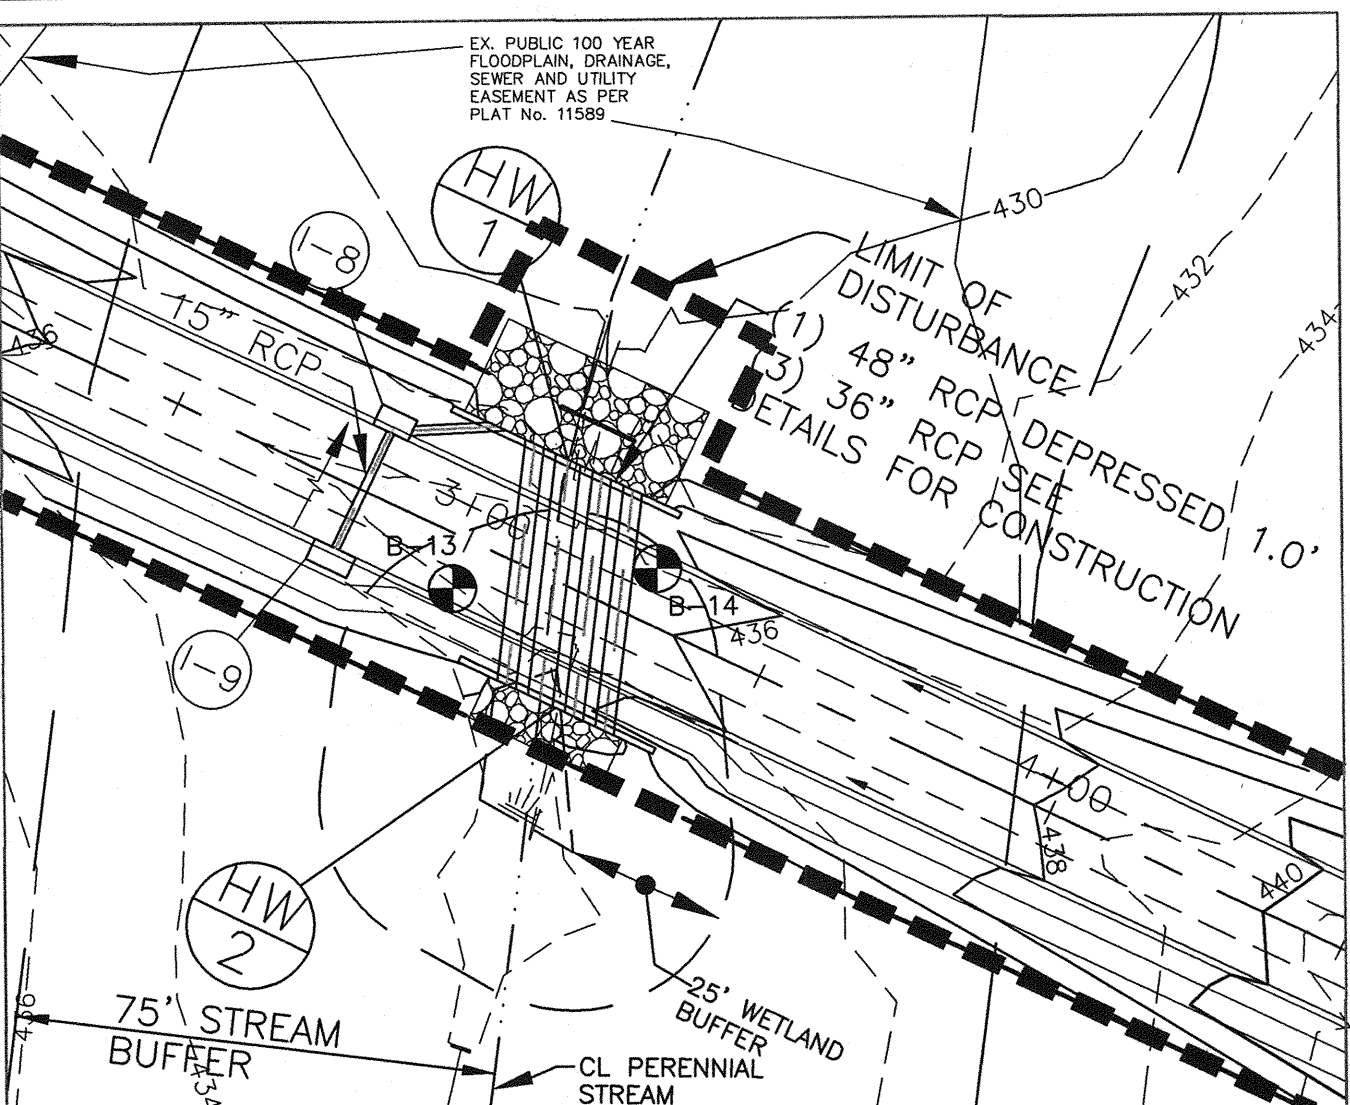 EX. PUBLIC 100 YEAR
FLOODPLAIN, DRAINAGE,
SEWER AND UTILITY
EASEMENT AS PER
PLAT No. 11589
HW
1
430
I-8
LIMIT OF
DISTURBANCE
432
434
15" RCP
436
(1) 48" RCP DEPRESSED 1.0'
(3) 36" RCP SEE
DETAILS FOR CONSTRUCTION
3+00
B-13
B-14
436
I-9
4+00
438
440
HW
2
25' WETLAND
BUFFER
436
75' STREAM
BUFFER
434
CL PERENNIAL
STREAM